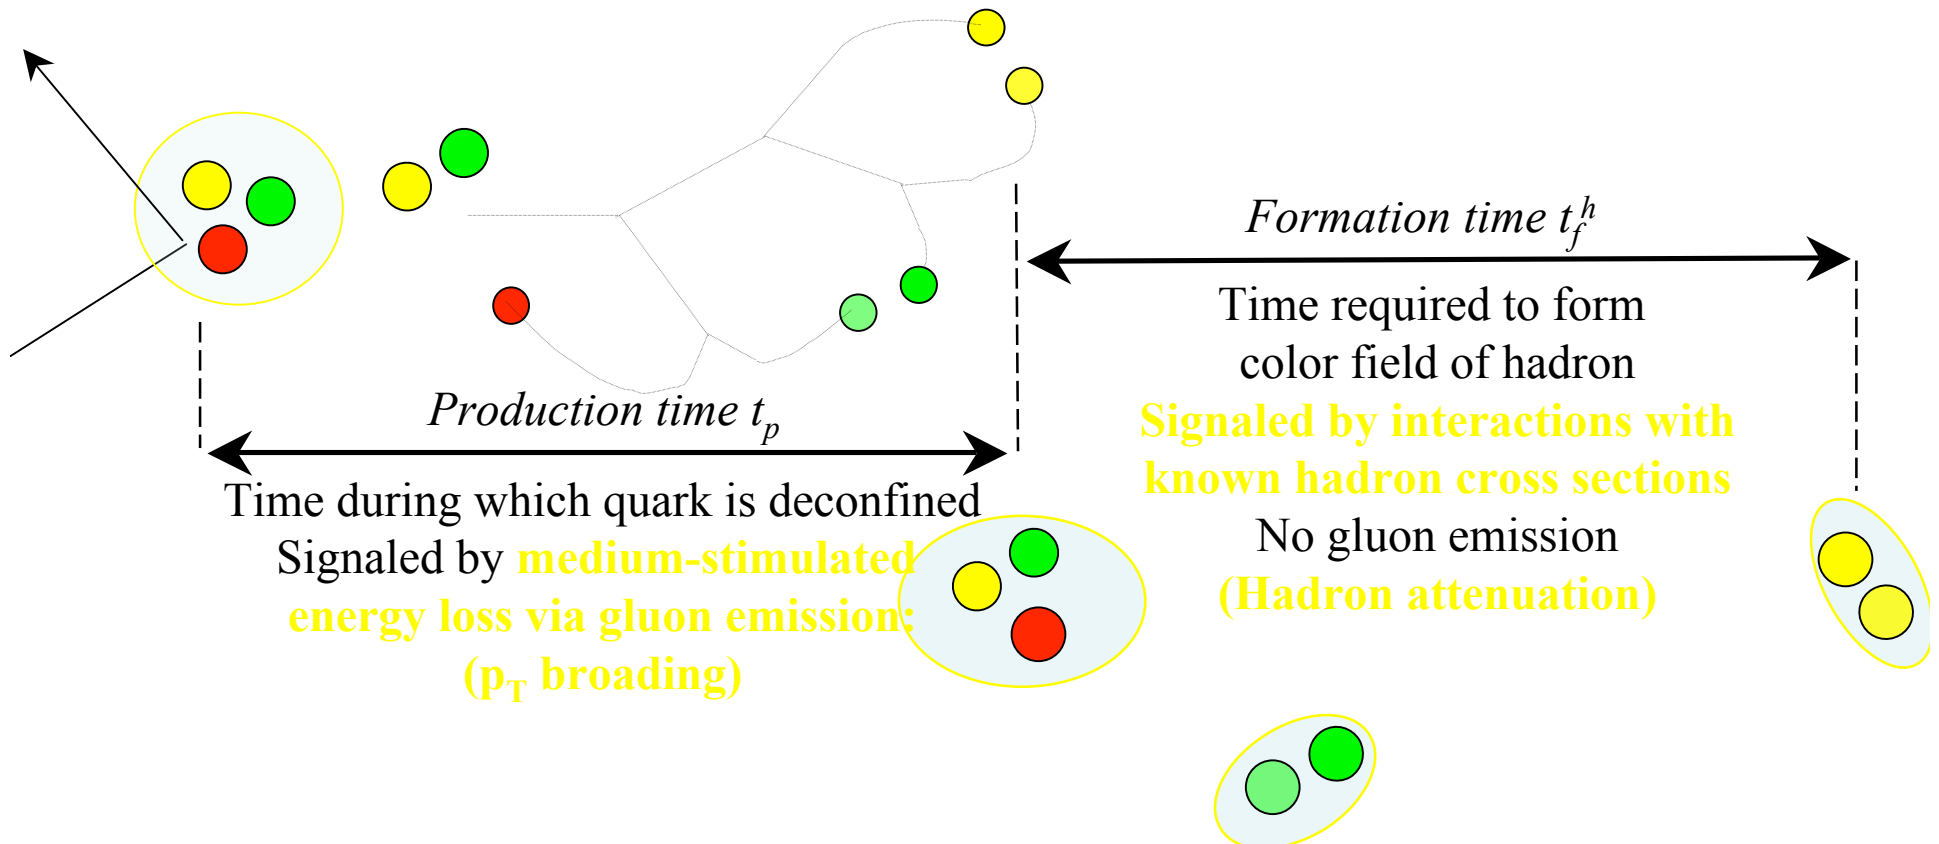 Formation time t_f^h
Time required to form
color field of hadron
Signaled by interactions with
known hadron cross sections
No gluon emission
(Hadron attenuation)
Production time t_p
Time during which quark is deconfined
Signaled by medium-stimulated
energy loss via gluon emission:
(p_T broading)